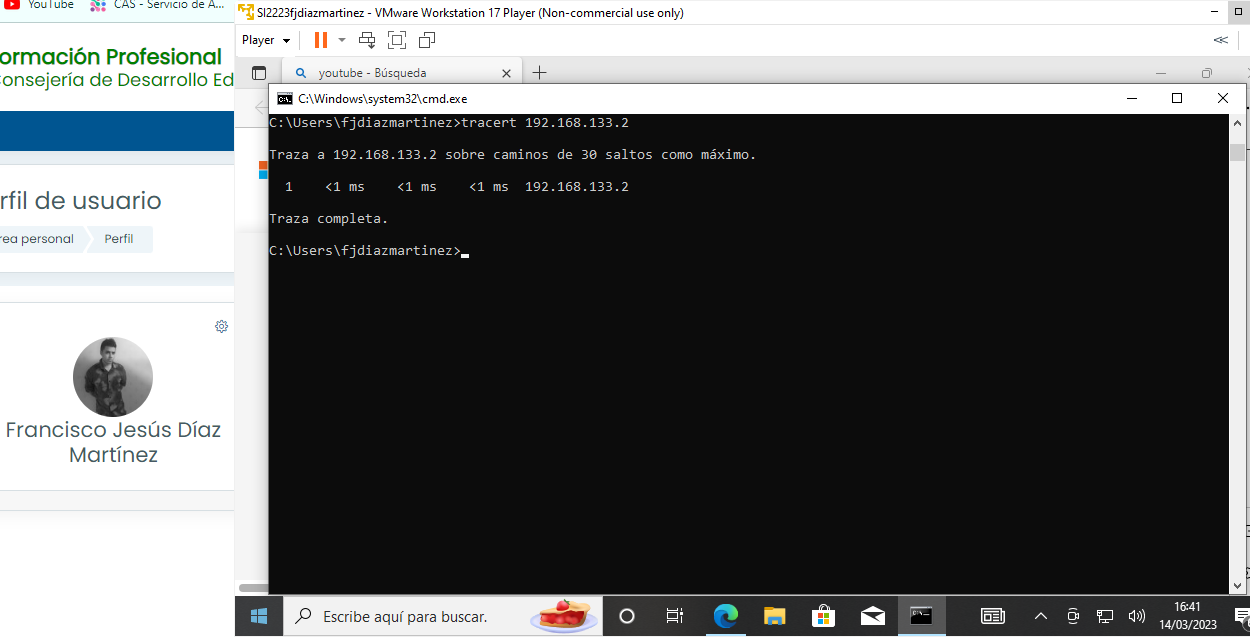 YouTube
CAS - Servicio de A...
ormación Profesional
onsejería de Desarrollo Ed
rfil de usuario
rea personal
Perfil
Francisco Jesús Díaz
Martínez
SI2223fjdiazmartinez - VMware Workstation 17 Player (Non-commercial use only)
Player
youtube - Búsqueda
C:\Windows\system32\cmd.exe
C:\Users\fjdiazmartinez>tracert 192.168.133.2
Traza a 192.168.133.2 sobre caminos de 30 saltos como máximo.
1 <1 ms <1 ms <1 ms 192.168.133.2
Traza completa.
C:\Users\fjdiazmartinez>
Escribe aquí para buscar.
16:41
14/03/2023